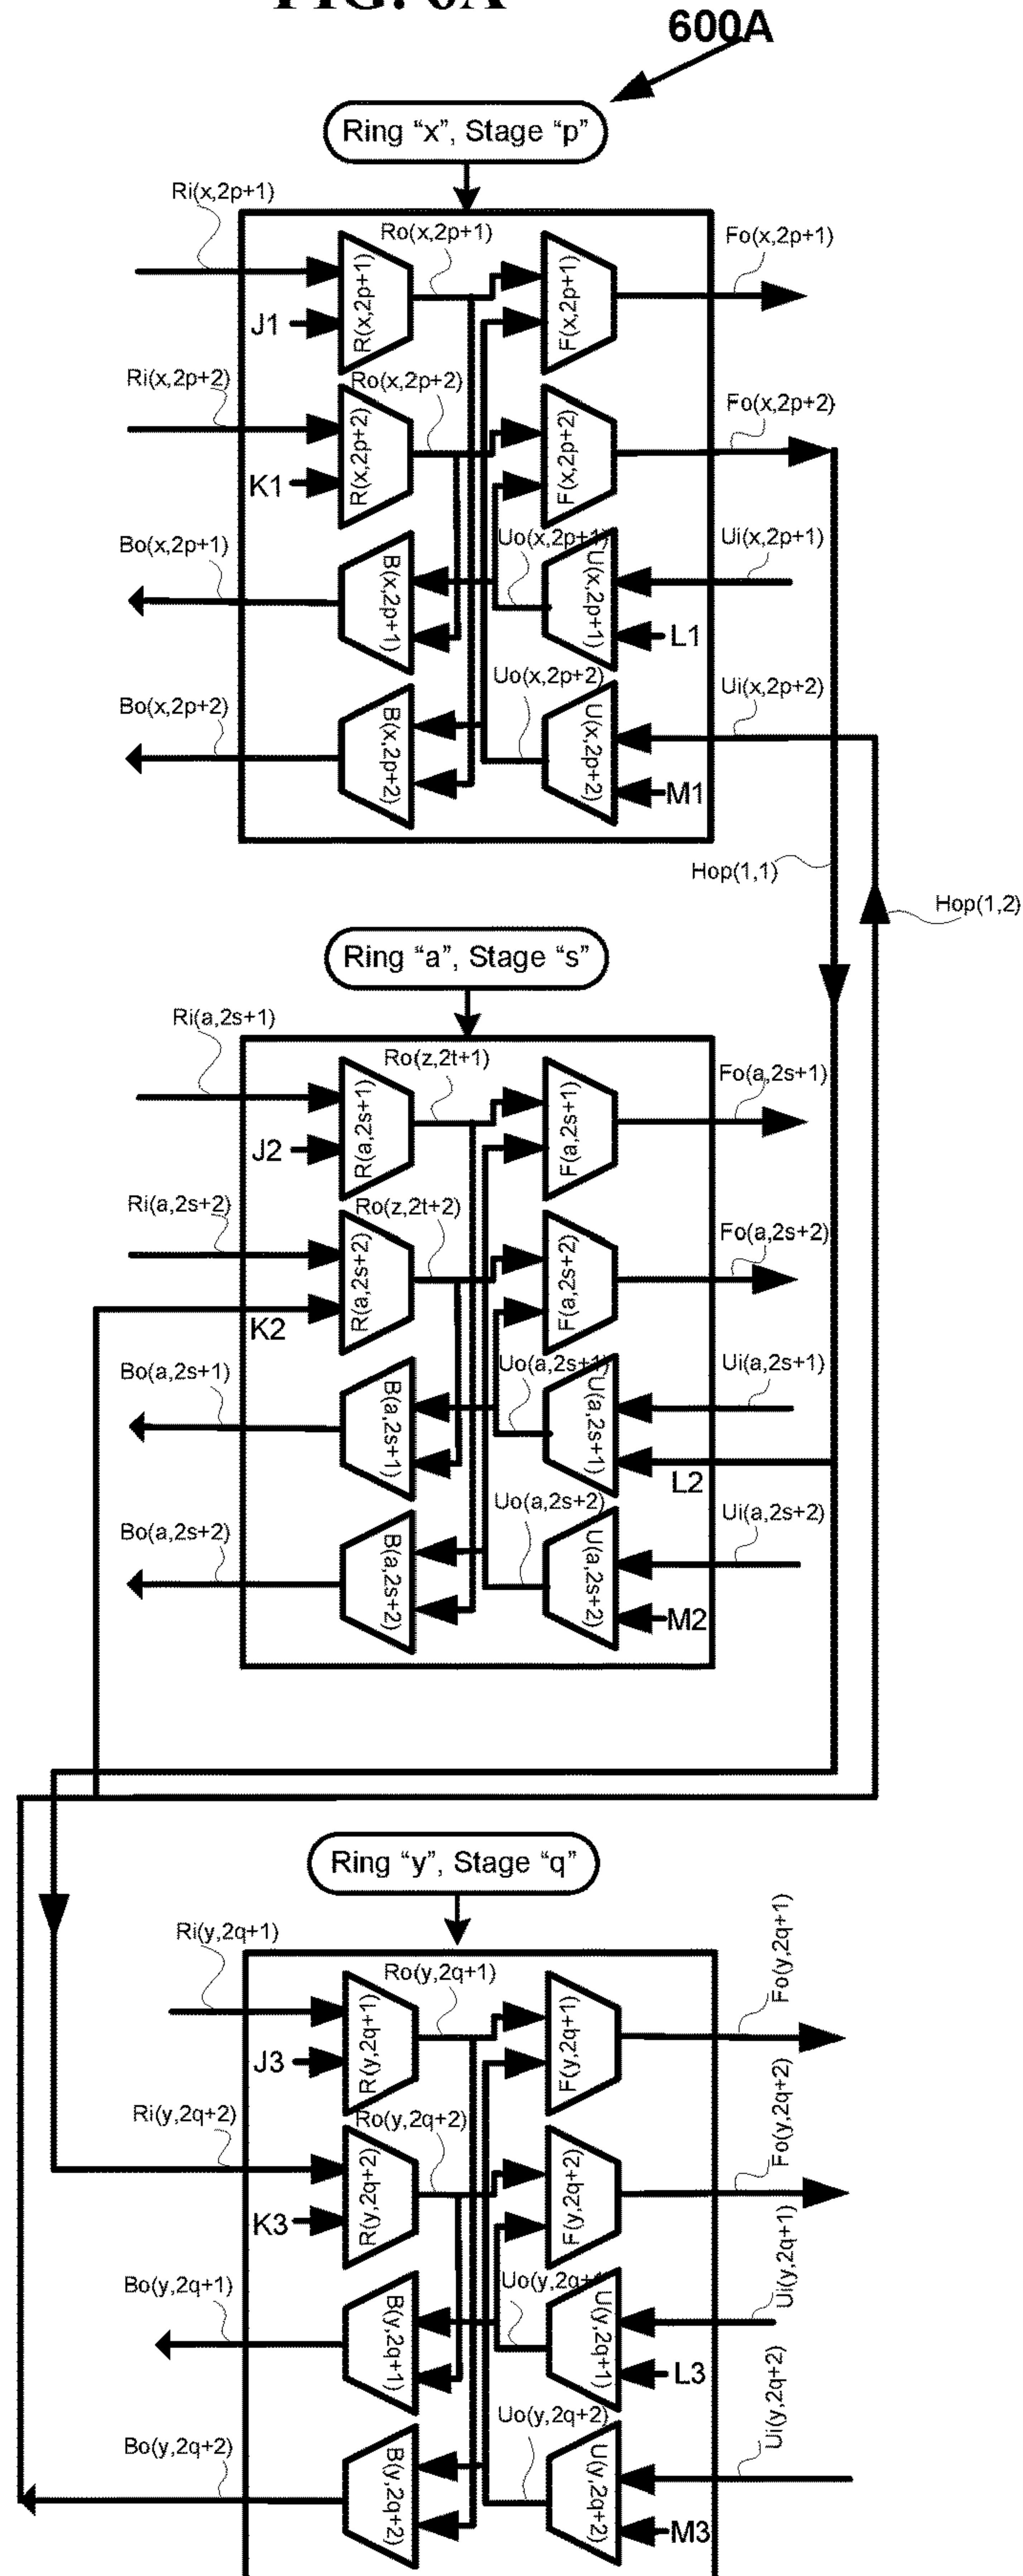 FIG. 6A
600A
Ring “x”, Stage “p”
Ri(x,2p+1)
Ro(x,2p+1)
Fo(x,2p+1)
R(x,2p+1)
F(x,2p+1)
J1
Ri(x,2p+2)
Ro(x,2p+2)
Fo(x,2p+2)
R(x,2p+2)
F(x,2p+2)
K1
Bo(x,2p+1)
Uo(x,2p+1)
Ui(x,2p+1)
B(x,2p+1)
U(x,2p+1)
L1
Bo(x,2p+2)
Uo(x,2p+2)
Ui(x,2p+2)
B(x,2p+2)
U(x,2p+2)
M1
Hop(1,1)
Hop(1,2)
Ring “a”, Stage “s”
Ri(a,2s+1)
Ro(z,2t+1)
Fo(a,2s+1)
R(a,2s+1)
F(a,2s+1)
J2
Ri(a,2s+2)
Ro(z,2t+2)
Fo(a,2s+2)
R(a,2s+2)
F(a,2s+2)
K2
Bo(a,2s+1)
Uo(a,2s+1)
Ui(a,2s+1)
B(a,2s+1)
U(a,2s+1)
L2
Bo(a,2s+2)
Uo(a,2s+2)
Ui(a,2s+2)
B(a,2s+2)
U(a,2s+2)
M2
Ring “y”, Stage “q”
Ri(y,2q+1)
Ro(y,2q+1)
Fo(y,2q+1)
R(y,2q+1)
F(y,2q+1)
J3
Ri(y,2q+2)
Ro(y,2q+2)
Fo(y,2q+2)
R(y,2q+2)
F(y,2q+2)
K3
Bo(y,2q+1)
Uo(y,2q+1)
Ui(y,2q+1)
B(y,2q+1)
U(y,2q+1)
L3
Bo(y,2q+2)
Uo(y,2q+2)
Ui(y,2q+2)
B(y,2q+2)
U(y,2q+2)
M3